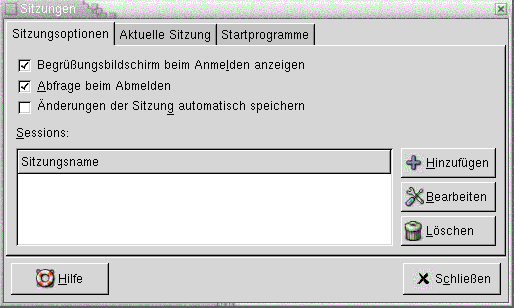 Sitzungen
Sitzungsoptionen Aktuelle Sitzung Startprogramme
Begrüßungsbildschirm beim Anmelden anzeigen
Abfrage beim Abmelden
Änderungen der Sitzung automatisch speichern
Sessions:
Sitzungsname
Hinzufügen
Bearbeiten
Löschen
Hilfe
Schließen